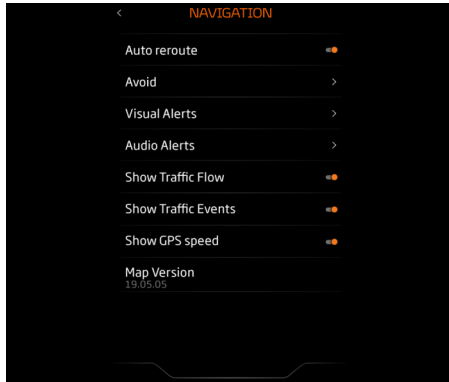 NAVIGATION
Auto reroute
Avoid
Visual Alerts
Audio Alerts
Show Traffic Flow
Show Traffic Events
Show GPS speed
Map Version
19.05.05